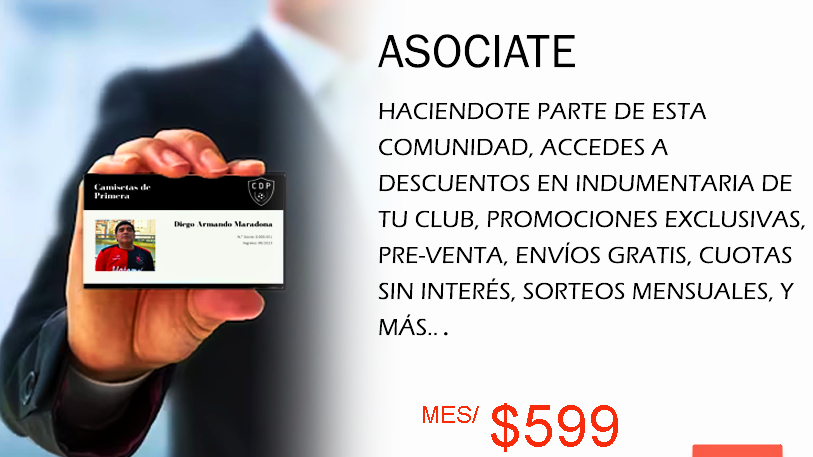 ASOCIATE
HACIENDOTE PARTE DE ESTA
COMUNIDAD, ACCEDES A
DESCUENTOS EN INDUMENTARIA DE
TU CLUB, PROMOCIONES EXCLUSIVAS,
PRE-VENTA, ENVÍOS GRATIS, CUOTAS
SIN INTERÉS, SORTEOS MENSUALES, Y
MÁS.. .
MES/ $599
Camisetas de
Primera
CDP
Diego Armando Maradona